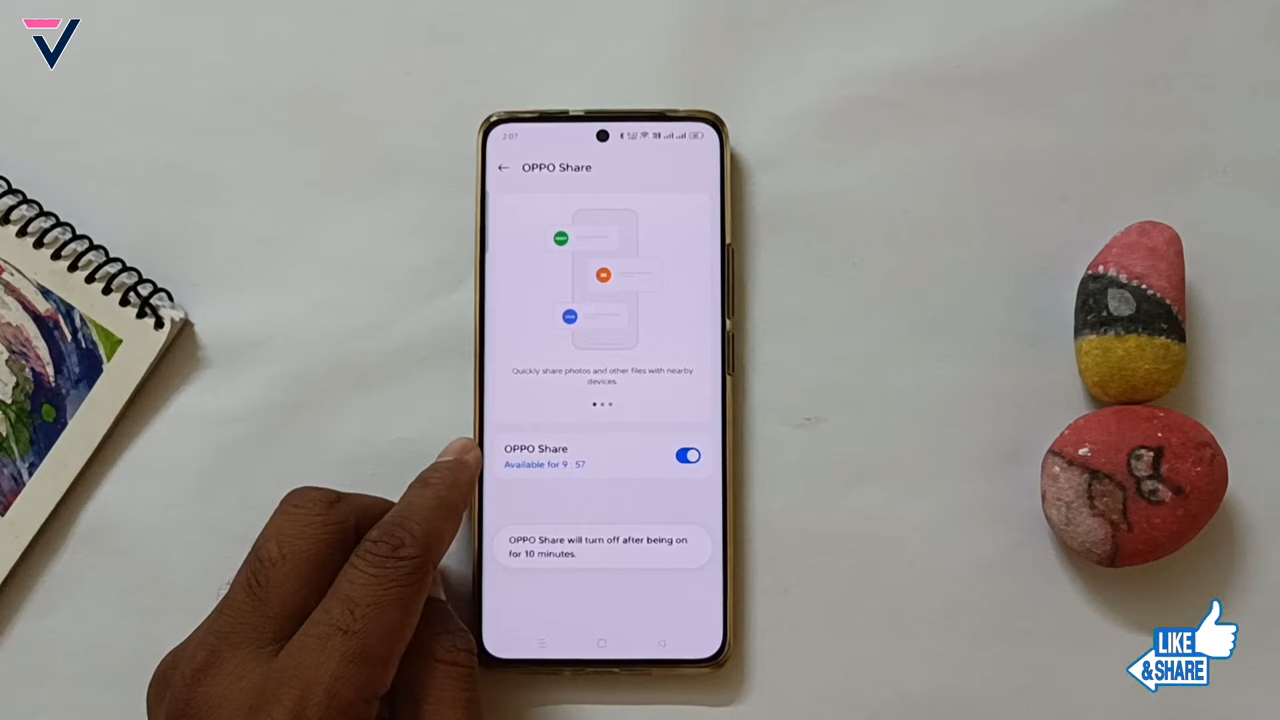 2:07
OPPO Share
Quickly share photos and other files with nearby
devices.
OPPO Share
Available for 9 : 57
OPPO Share will turn off after being on
for 10 minutes.
LIKE
& SHARE